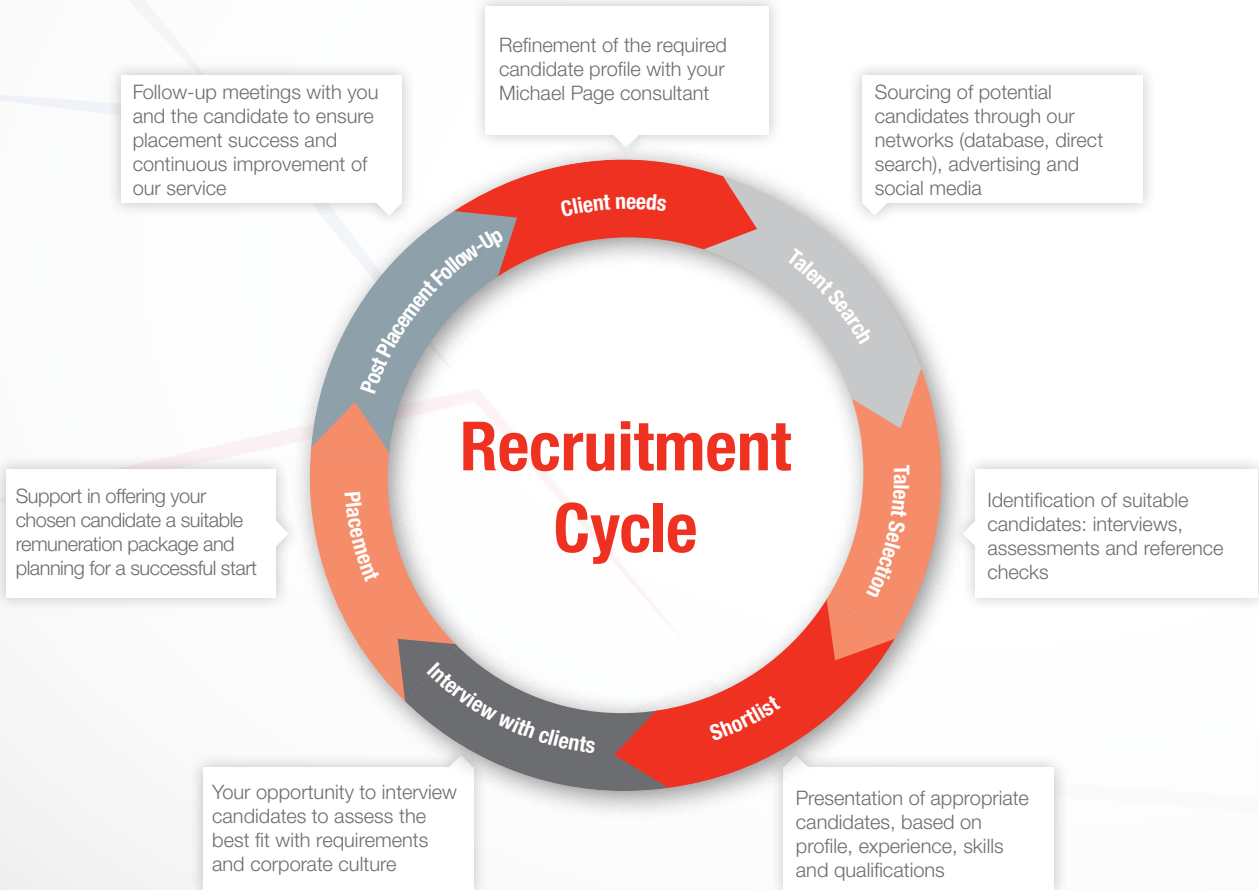 Refinement of the required
candidate profile with your
Michael Page consultant
Follow-up meetings with you
and the candidate to ensure
placement success and
continuous improvement of
our service
Sourcing of potential
candidates through our
networks (database, direct
search), advertising and
social media
Client needs
Talent Search
Post Placement Follow-Up
Recruitment
Cycle
Talent Selection
Placement
Support in offering your
chosen candidate a suitable
remuneration package and
planning for a successful start
Identification of suitable
candidates: interviews,
assessments and reference
checks
Interview with clients
Shortlist
Your opportunity to interview
candidates to assess the
best fit with requirements
and corporate culture
Presentation of appropriate
candidates, based on
profile, experience, skills
and qualifications